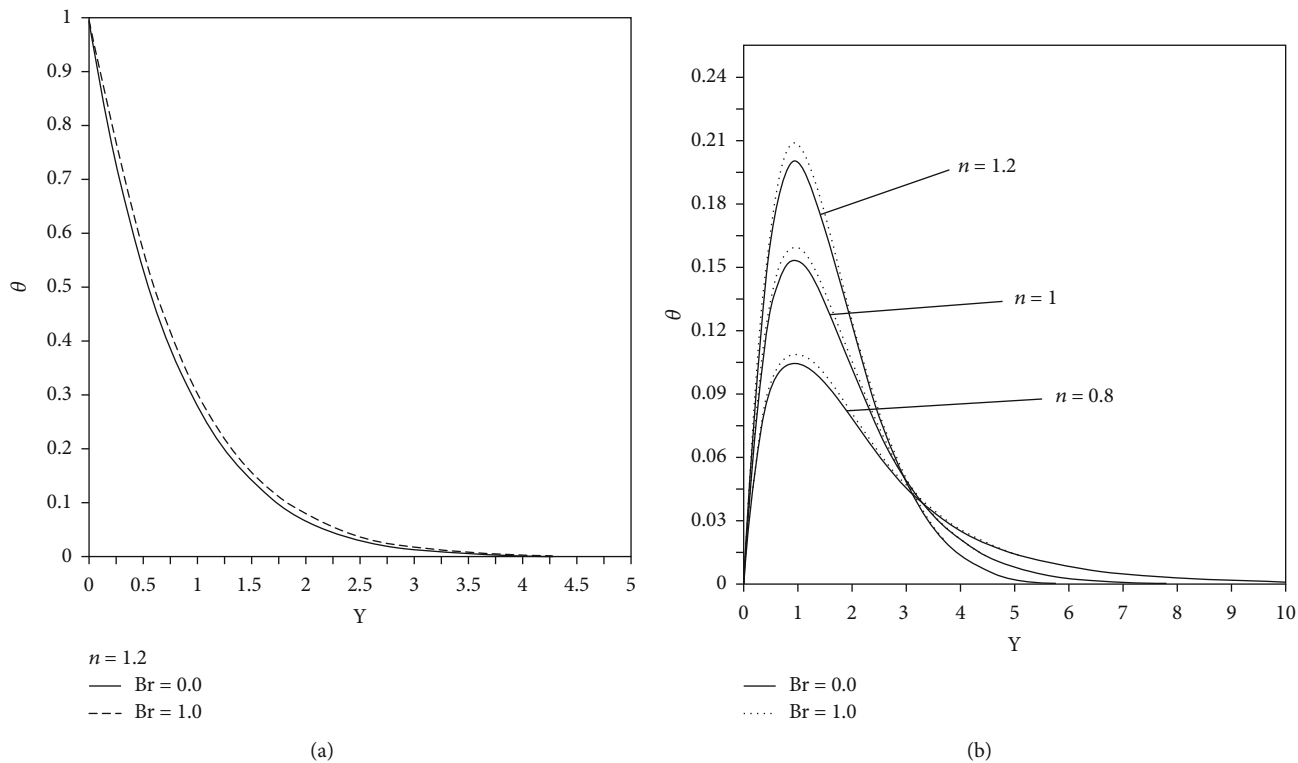 1
0.9
0.8
0.7
0.6
0.5
0.4
0.3
0.2
0.1
0
θ
0 0.5 1 1.5 2 2.5 3 3.5 4 4.5 5
Y
n = 1.2
Br = 0.0
Br = 1.0
(a)
0.24
0.21
0.18
0.15
0.12
0.09
0.06
0.03
0
θ
n = 1.2
n = 1
n = 0.8
0 1 2 3 4 5 6 7 8 9 10
Y
Br = 0.0
Br = 1.0
(b)